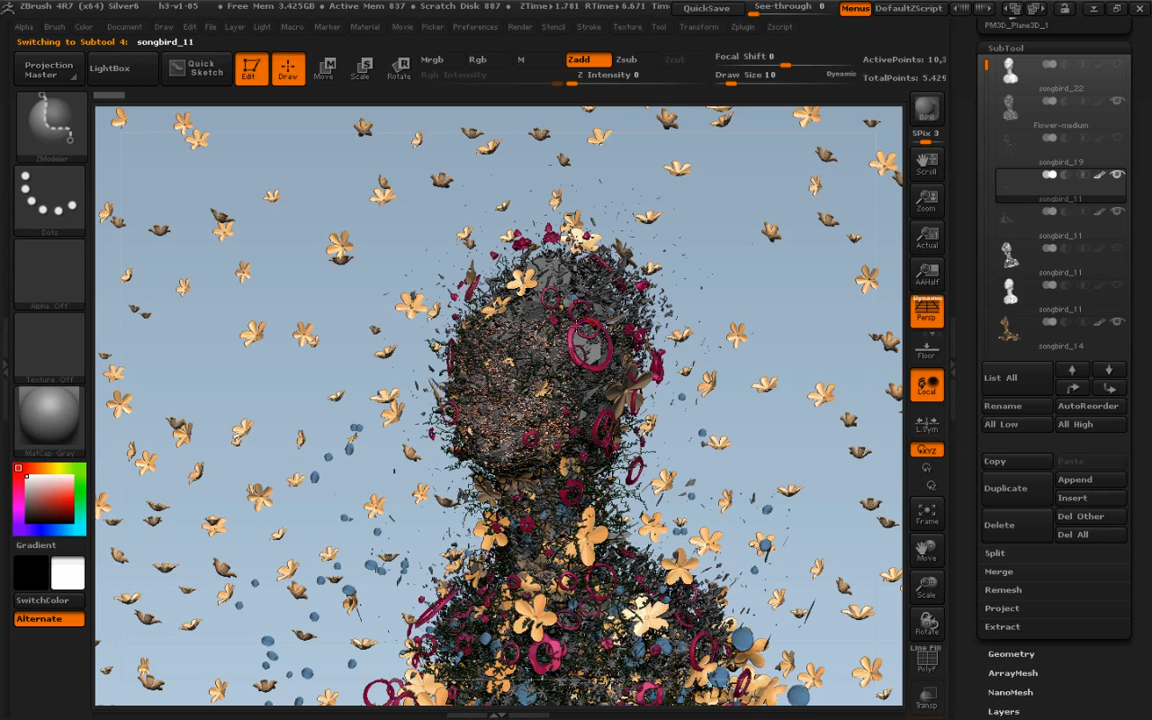 ZBrush 4R7 (x64) Silver6 h3-v1-05 • Free Mem 3.425GB • Active Mem 837 • Scratch Disk 887 • ZTime▸1.781 RTime▸6.671 QuickSave See-through 0 Menus DefaultZScript
Alpha Brush Color Document Draw Edit File Layer Light Macro Marker Material Movie Picker Preferences Render Stencil Stroke Texture Tool Transform Zplugin Zscript
Switching to Subtool 4: songbird_11
Projection Master
LightBox
Quick Sketch
Edit
Draw
Move
Scale
Rotate
Mrgb Rgb M
Rgb Intensity
Zadd Zsub Zcut
Z Intensity 0
Focal Shift 0
Draw Size 10
Dynamic
ActivePoints: 10,3
TotalPoints: 5.429
ZModeler
Dots
Alpha Off
Texture Off
MatCap Gray
Gradient
SwitchColor
Alternate
BPR
SPix 3
Scroll
Zoom
Actual
AAHalf
Dynamic
Persp
Floor
Local
L.Sym
XYZ
Frame
Move
Scale
Rotate
Line Fill
PolyF
Transp
PM3D_Plane3D_1
SubTool
songbird_22
Flower-medum
songbird_19
songbird_11
songbird_11
songbird_11
songbird_11
songbird_14
List All
Rename AutoReorder
All Low All High
Copy Paste
Duplicate
Append
Insert
Delete
Del Other
Del All
Split
Merge
Remesh
Project
Extract
Geometry
ArrayMesh
NanoMesh
Layers